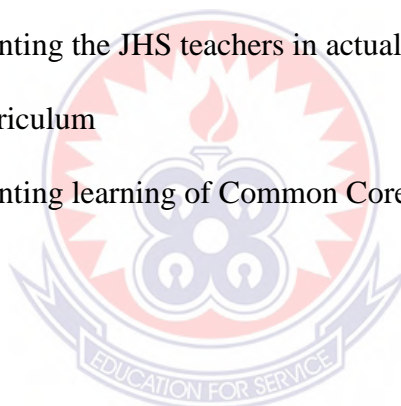 nting the JHS teachers in actual
riculum
nting learning of Common Core
EDUCATION FOR SERVICE